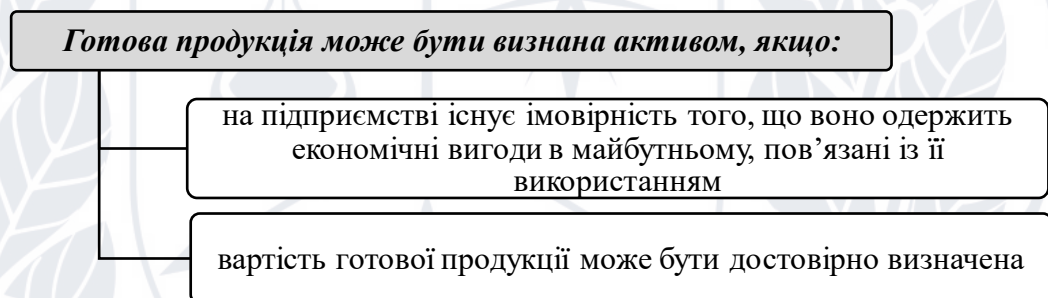 Готова продукція може бути визнана активом, якщо:
на підприємстві існує імовірність того, що воно одержить
економічні вигоди в майбутньому, пов’язані із її
використанням
вартість готової продукції може бути достовірно визначена